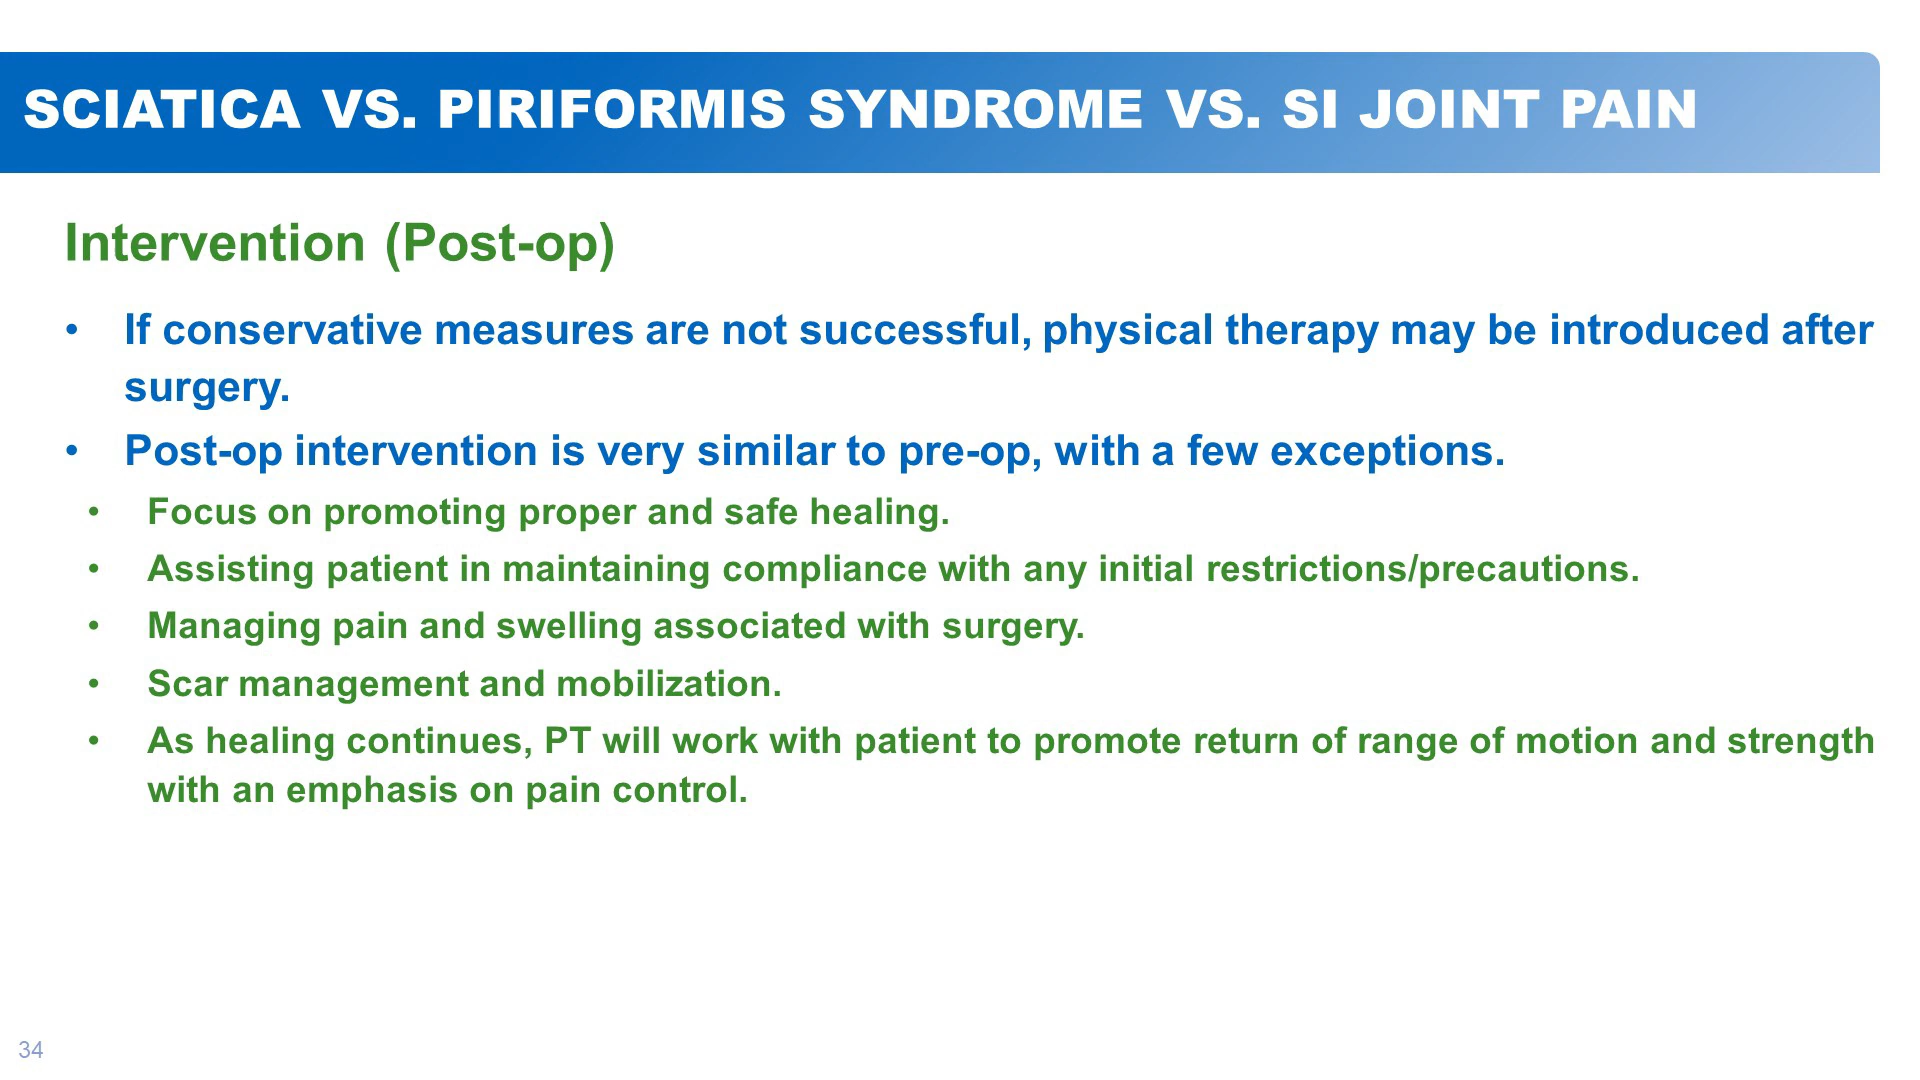 SCIATICA VS. PIRIFORMIS SYNDROME VS. SI JOINT PAIN
Intervention (Post-op)
• If conservative measures are not successful, physical therapy may be introduced after
surgery.
• Post-op intervention is very similar to pre-op, with a few exceptions.
• Focus on promoting proper and safe healing.
• Assisting patient in maintaining compliance with any initial restrictions/precautions.
• Managing pain and swelling associated with surgery.
• Scar management and mobilization.
• As healing continues, PT will work with patient to promote return of range of motion and strength
with an emphasis on pain control.
34